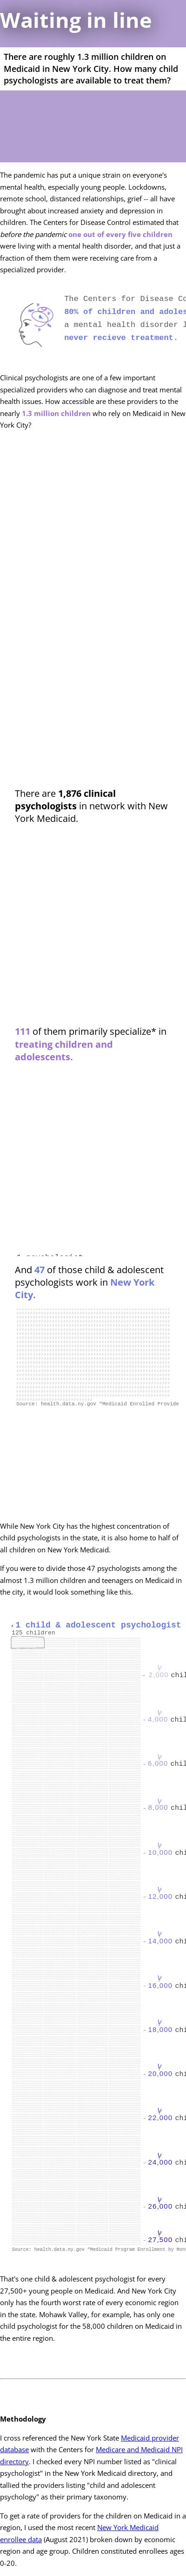 Waiting in line
There are roughly 1.3 million children on
Medicaid in New York City. How many child
psychologists are available to treat them?
The pandemic has put a unique strain on everyone's
mental health, especially young people. Lockdowns,
remote school, distanced relationships, grief -- all have
brought about increased anxiety and depression in
children. The Centers for Disease Control estimated that
before the pandemic one out of every five children
were living with a mental health disorder, and that just a
fraction of them them were receiving care from a
specialized provider.
The Centers for Disease Co
80% of children and adoles
a mental health disorder l
never recieve treatment.
Clinical psychologists are one of a few important
specialized providers who can diagnose and treat mental
health issues. How accessible are these providers to the
nearly 1.3 million children who rely on Medicaid in New
York City?
There are 1,876 clinical
psychologists in network with New
York Medicaid.
111 of them primarily specialize* in
treating children and
adolescents.
And 47 of those child & adolescent
psychologists work in New York
City.
Source: health.data.ny.gov "Medicaid Enrolled Provide
While New York City has the highest concentration of
child psychologists in the state, it is also home to half of
all children on New York Medicaid.
If you were to divide those 47 psychologists among the
almost 1.3 million children and teenagers on Medicaid in
the city, it would look something like this.
1 child & adolescent psychologist
125 children
- 2,000 chil
- 4,000 chil
- 6,000 chil
- 8,000 chil
- 10,000 chi
- 12,000 chi
- 14,000 chi
- 16,000 chi
- 18,000 chi
- 20,000 chi
- 22,000 chi
- 24,000 chi
- 26,000 chi
- 27,500 chi
Source: health.data.ny.gov "Medicaid Program Enrollment by Mon
That's one child & adolescent psychologist for every
27,500+ young people on Medicaid. And New York City
only has the fourth worst rate of every economic region
in the state. Mohawk Valley, for example, has only one
child psychologist for the 58,000 children on Medicaid in
the entire region.
Methodology
I cross referenced the New York State Medicaid provider
database with the Centers for Medicare and Medicaid NPI
directory. I checked every NPI number listed as "clinical
psychologist" in the New York Medicaid directory, and
tallied the providers listing "child and adolescent
psychology" as their primary taxonomy.
To get a rate of providers for the children on Medicaid in a
region, I used the most recent New York Medicaid
enrollee data (August 2021) broken down by economic
region and age group. Children constituted enrollees ages
0-20.